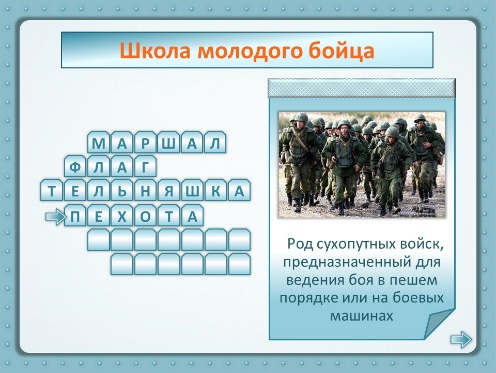 Школа молодого бойца
МАРШАЛ
ФЛАГ
ТЕЛЬНЯШКА
ПЕХОТА
Род сухопутных войск,
предназначенный для
ведения боя в пешем
порядке или на боевых
машинах